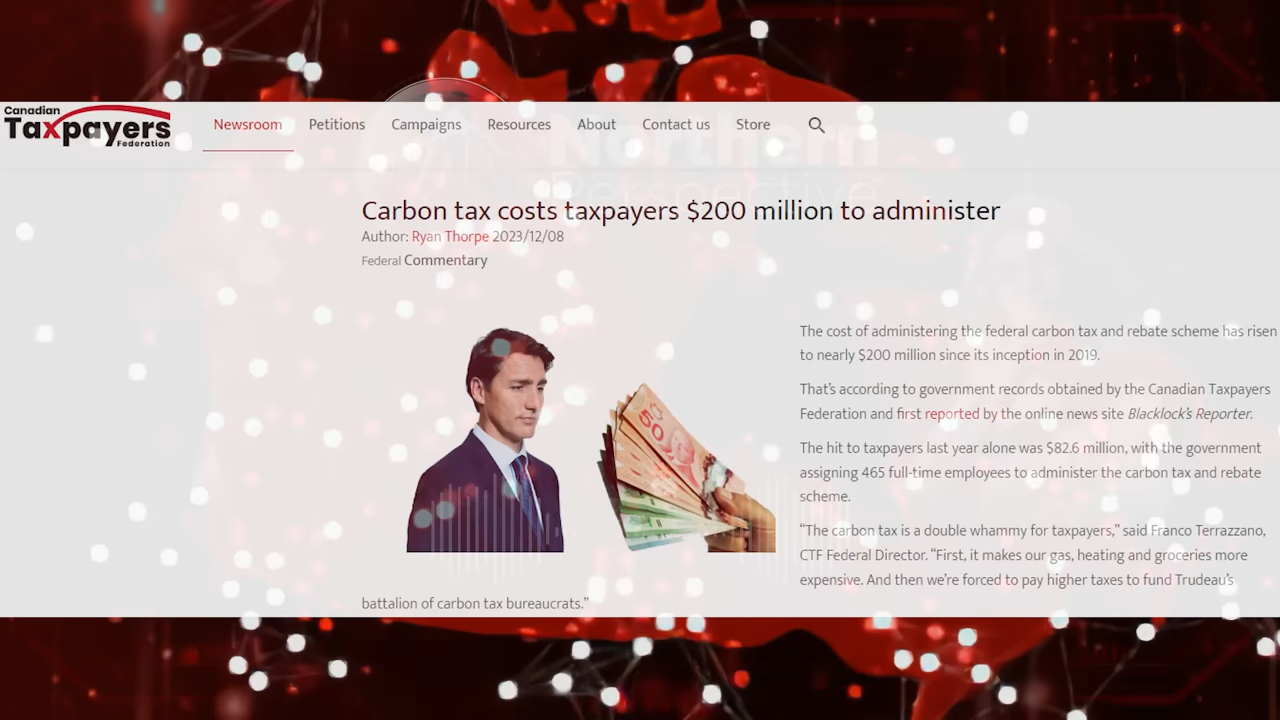 Canadian
Taxpayers
Federation
Newsroom Petitions Campaigns Resources About Contact us Store
Northern
Perspective
Carbon tax costs taxpayers $200 million to administer
Author: Ryan Thorpe 2023/12/08
Federal Commentary
The cost of administering the federal carbon tax and rebate scheme has risen
to nearly $200 million since its inception in 2019.
That's according to government records obtained by the Canadian Taxpayers
Federation and first reported by the online news site Blacklock's Reporter.
The hit to taxpayers last year alone was $82.6 million, with the government
assigning 465 full-time employees to administer the carbon tax and rebate
scheme.
“The carbon tax is a double whammy for taxpayers,” said Franco Terrazzano,
CTF Federal Director. “First, it makes our gas, heating and groceries more
expensive. And then we’re forced to pay higher taxes to fund Trudeau’s
battalion of carbon tax bureaucrats.”
50